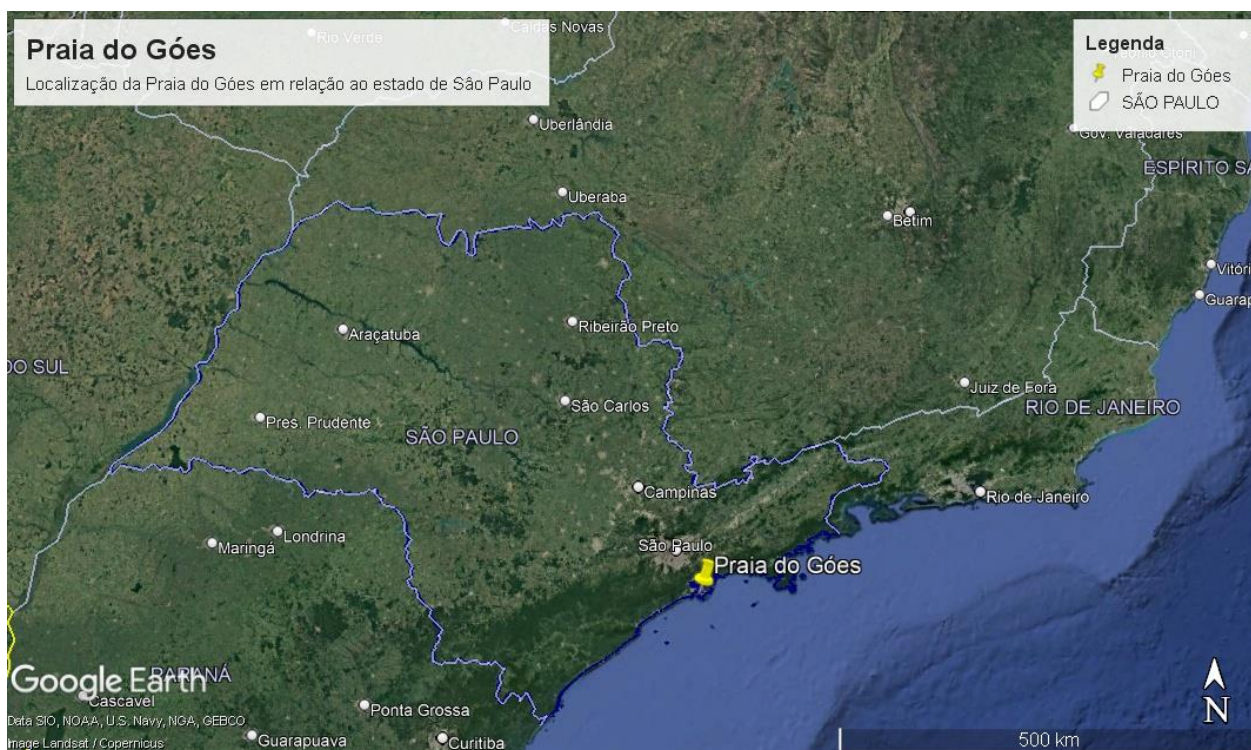 Praia do Góes
Localização da Praia do Góes em relação ao estado de São Paulo
Legenda
Praia do Góes
SÃO PAULO
Rio Verde
Caldas Novas
Uberlândia
Gov. Valadares
ESPÍRITO SA
Uberaba
Betim
Vitóri
Guarap
Araçatuba
Ribeirão Preto
DO SUL
Juiz de Fora
São Carlos
RIO DE JANEIRO
Pres. Prudente
SÃO PAULO
Campinas
Rio de Janeiro
Londrina
Maringá
São Paulo
Praia do Góes
PARANÁ
Google Earth
Cascavel
Ponta Grossa
N
Data SIO, NOAA, U.S. Navy, NGA, GEBCO
Image Landsat / Copernicus
Guarapuava
Curitiba
500 km